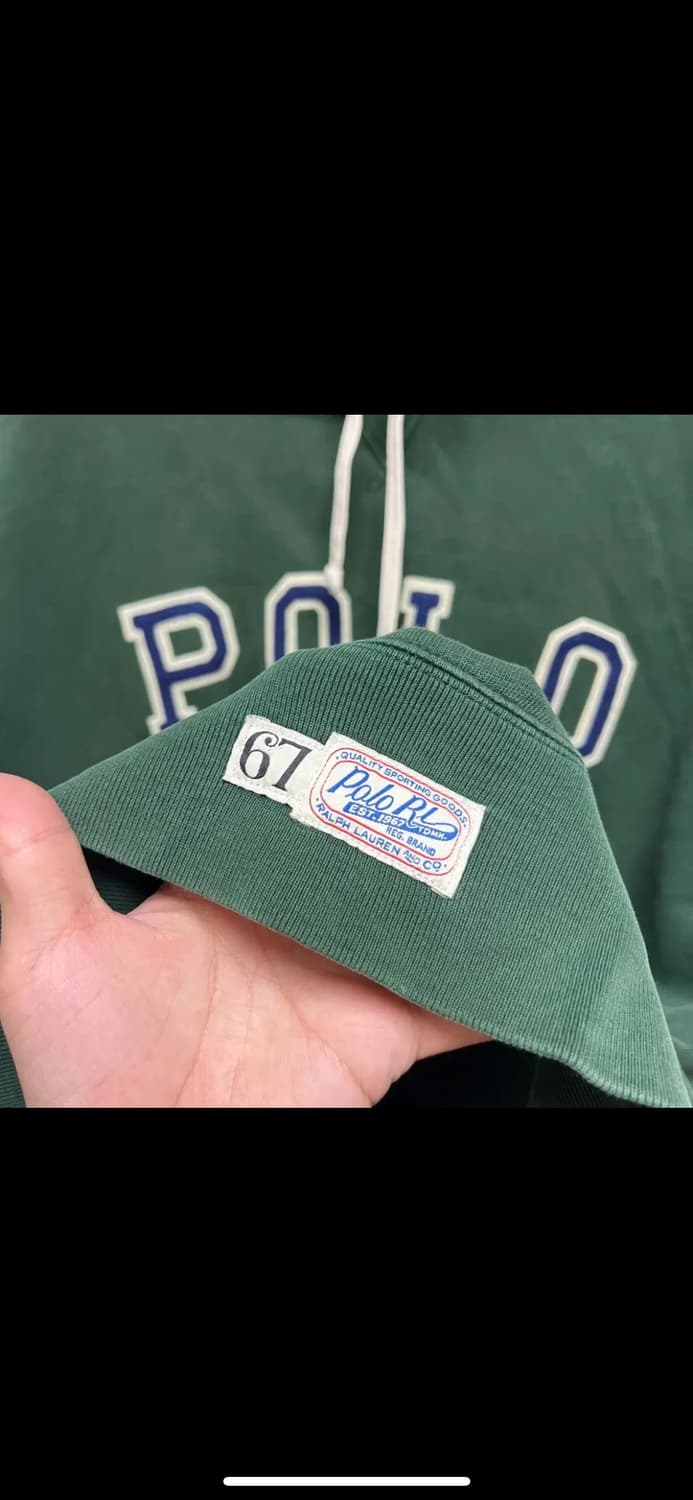 POLO
67
·QUALITY SPORTING GOODS·
Polo RL
EST. 1967 TDMK.
REG. BRAND
·RALPH LAUREN AND CO.·